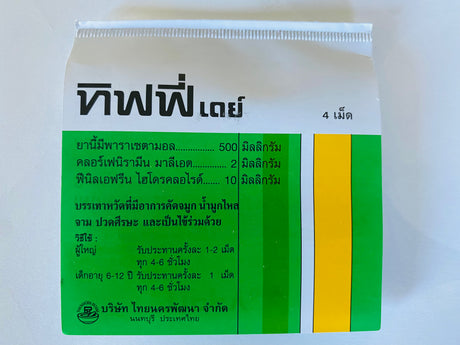 ทิฟฟี่ เดย์
4 เม็ด
ยานี้มีพาราเซตามอล................ 500 มิลลิกรัม
คลอร์เฟนิรามีน มาลีเอต............ 2 มิลลิกรัม
ฟีนิลเอฟรีน ไฮโดรคลอไรด์....... 10 มิลลิกรัม
บรรเทาหวัดที่มีอาการคัดจมูก น้ำมูกไหล
จาม ปวดศีรษะ และเป็นไข้ร่วมด้วย
วิธีใช้ :
ผู้ใหญ่ รับประทานครั้งละ 1-2 เม็ด
ทุก 4-6 ชั่วโมง
เด็กอายุ 6-12 ปี รับประทานครั้งละ 1 เม็ด
ทุก 4-6 ชั่วโมง
บริษัท ไทยนครพัฒนา จำกัด
นนทบุรี ประเทศไทย